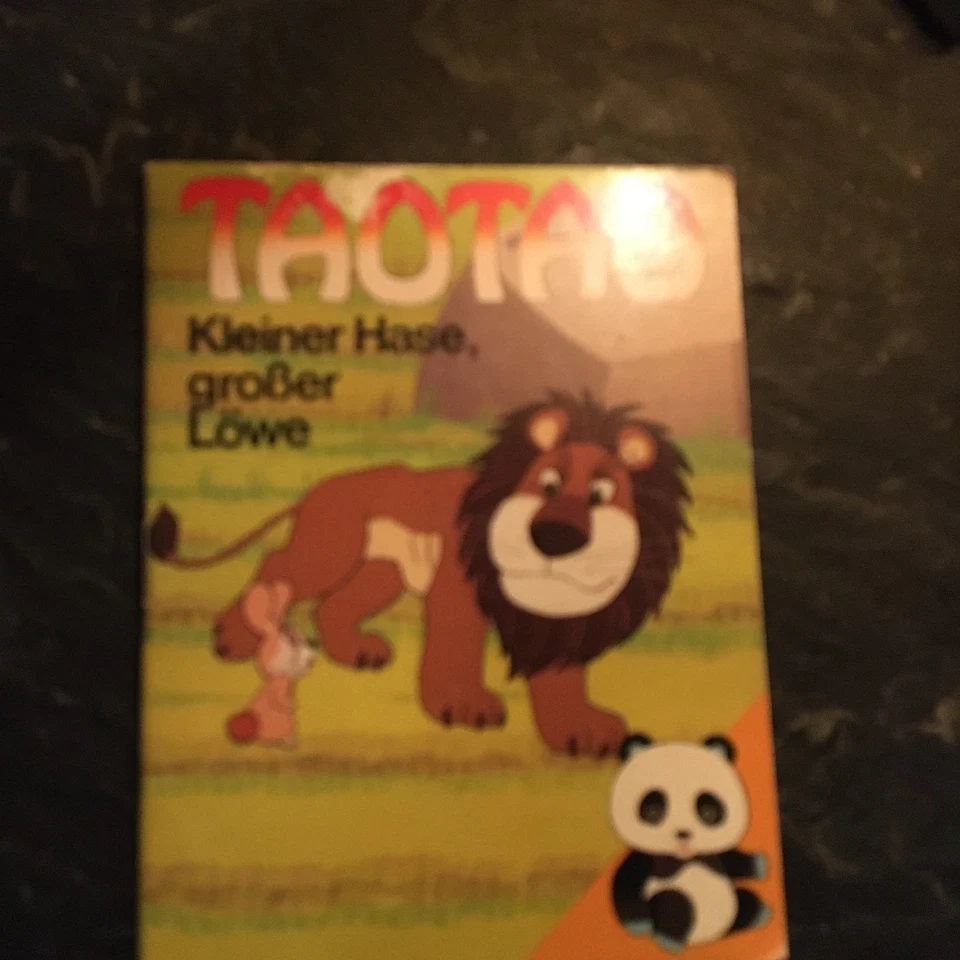 TAOTAO
Kleiner Hase,
großer
Löwe